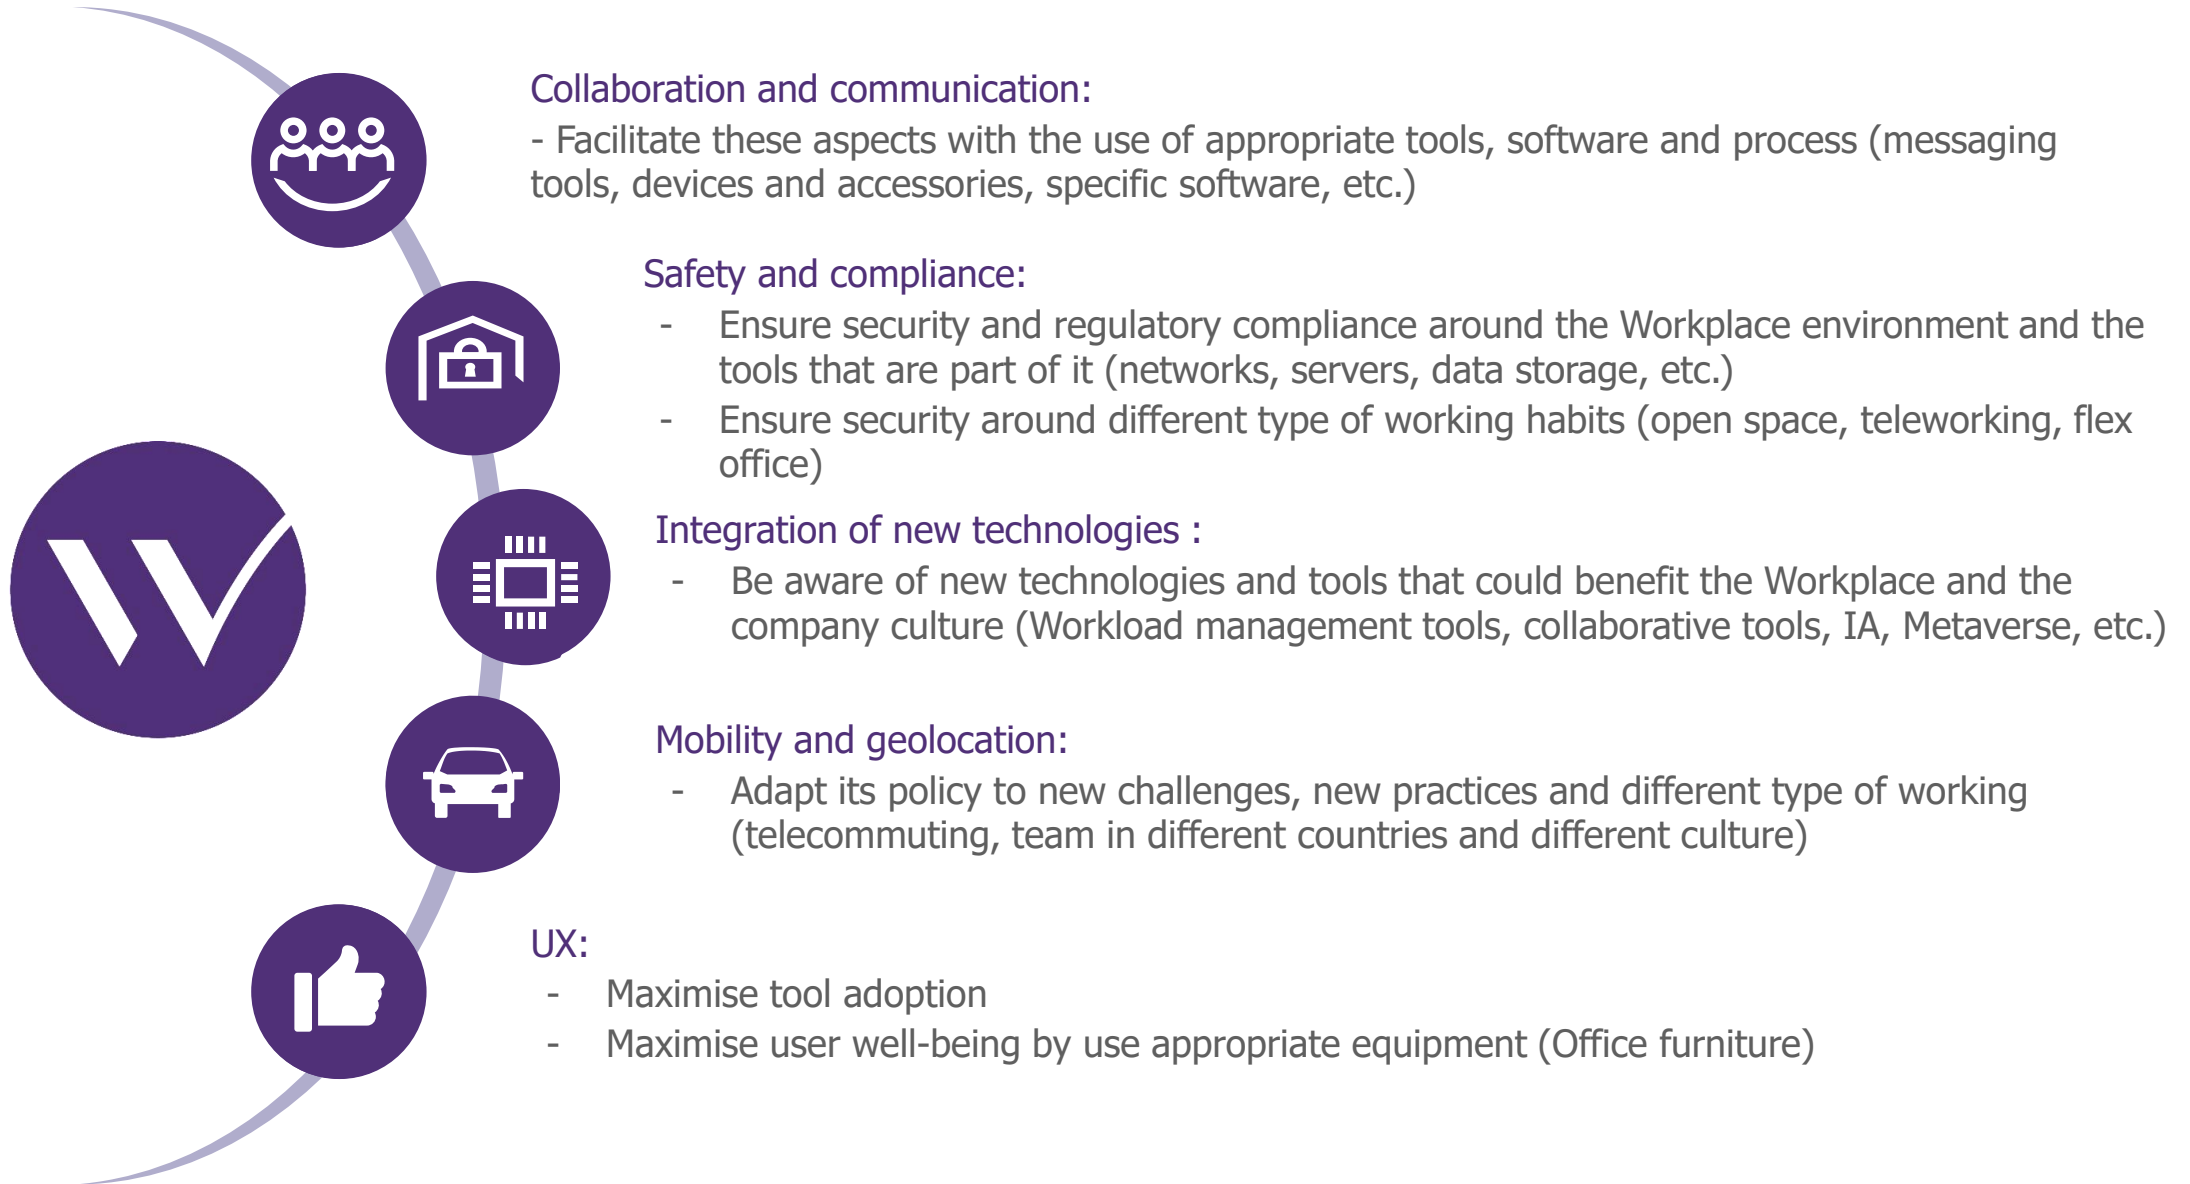 Collaboration and communication:
- Facilitate these aspects with the use of appropriate tools, software and process (messaging
tools, devices and accessories, specific software, etc.)
Safety and compliance:
- Ensure security and regulatory compliance around the Workplace environment and the
tools that are part of it (networks, servers, data storage, etc.)
- Ensure security around different type of working habits (open space, teleworking, flex
office)
W
Integration of new technologies :
- Be aware of new technologies and tools that could benefit the Workplace and the
company culture (Workload management tools, collaborative tools, IA, Metaverse, etc.)
Mobility and geolocation:
- Adapt its policy to new challenges, new practices and different type of working
(telecommuting, team in different countries and different culture)
UX:
- Maximise tool adoption
- Maximise user well-being by use appropriate equipment (Office furniture)